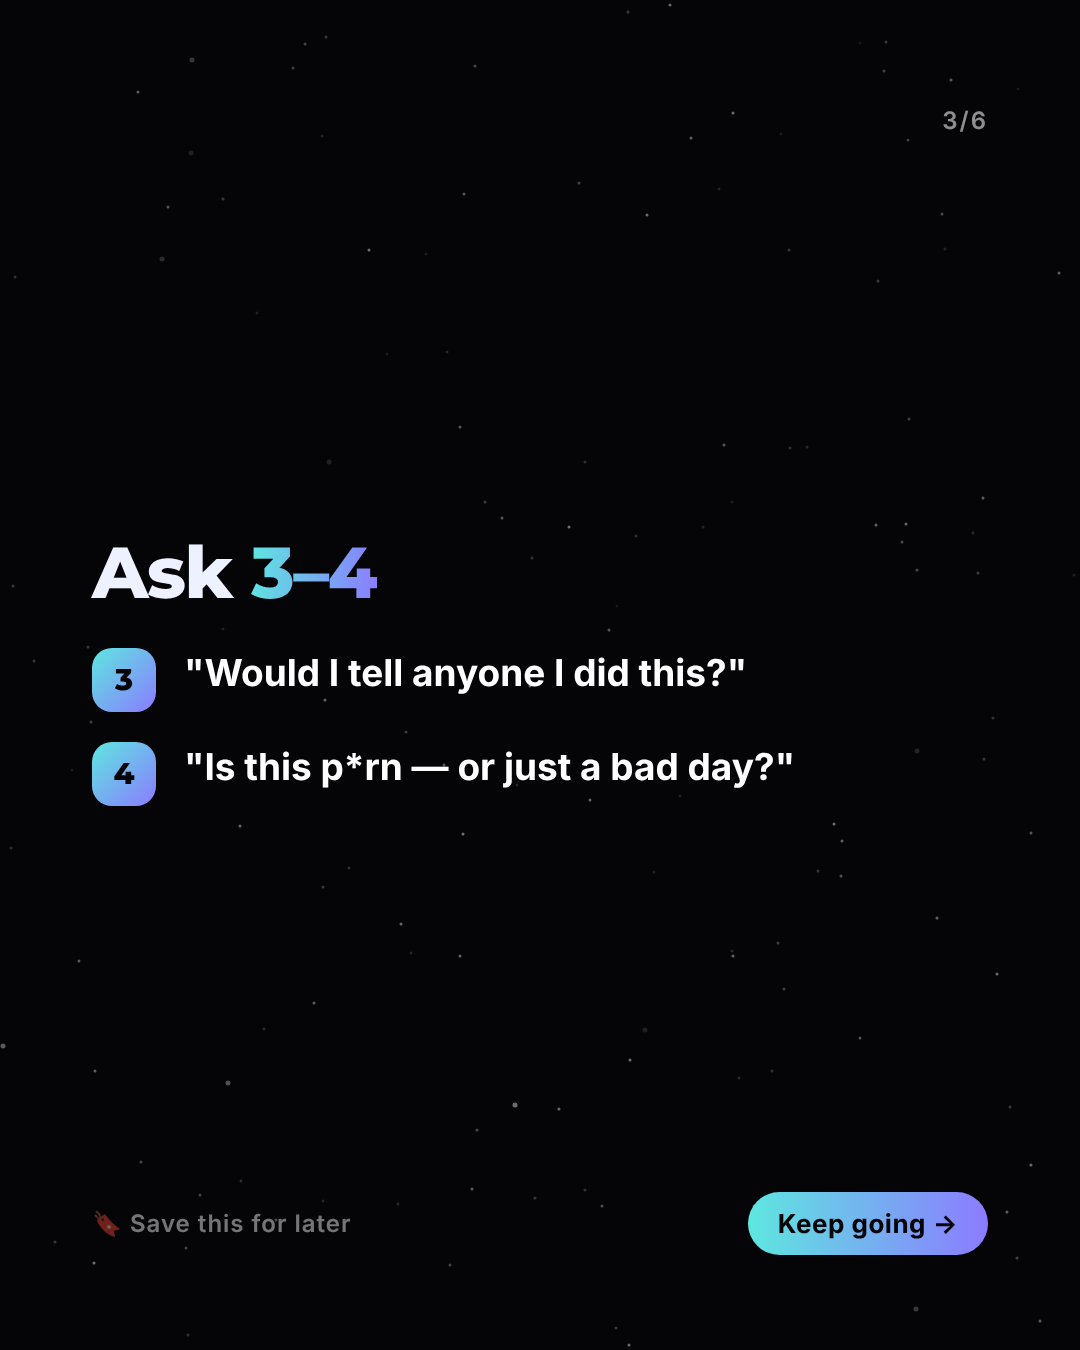 3/6
Ask 3–4
3 "Would I tell anyone I did this?"
4 "Is this p*rn — or just a bad day?"
🔖 Save this for later
Keep going →